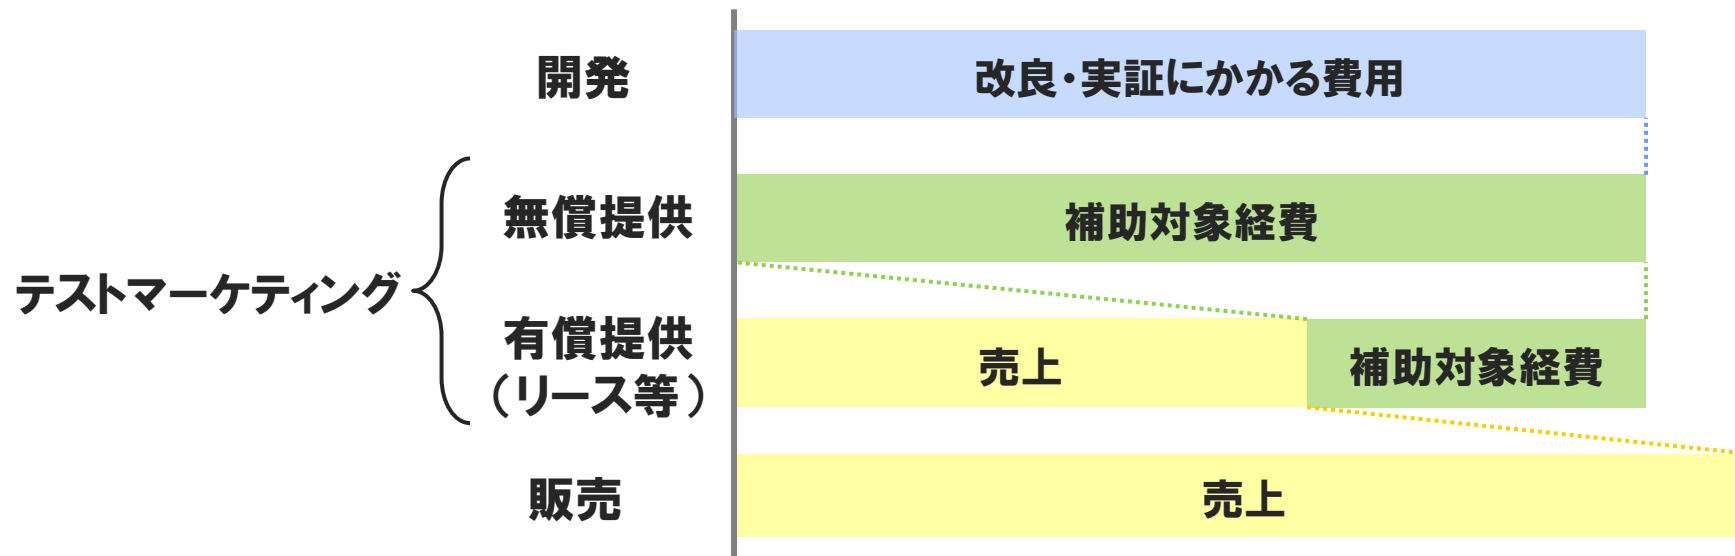 開発
改良・実証にかかる費用
無償提供
補助対象経費
テストマーケティング
有償提供
（リース等）
売上
補助対象経費
販売
売上